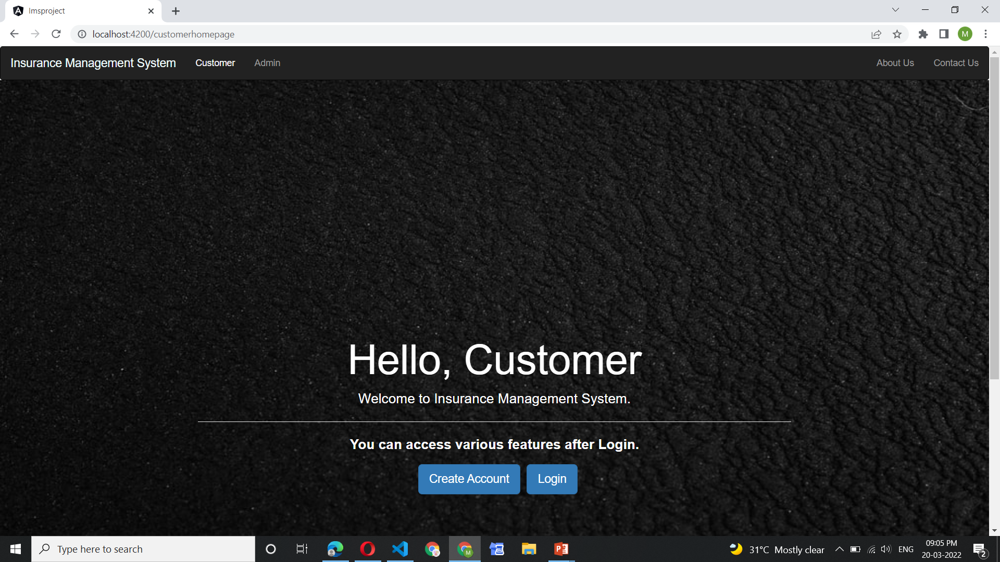 Imsproject
localhost:4200/customerhomepage
M
Insurance Management System Customer Admin About Us Contact Us
Hello, Customer
Welcome to Insurance Management System.
You can access various features after Login.
Create Account Login
Type here to search
M
31°C Mostly clear
ENG
09:05 PM
20-03-2022
2